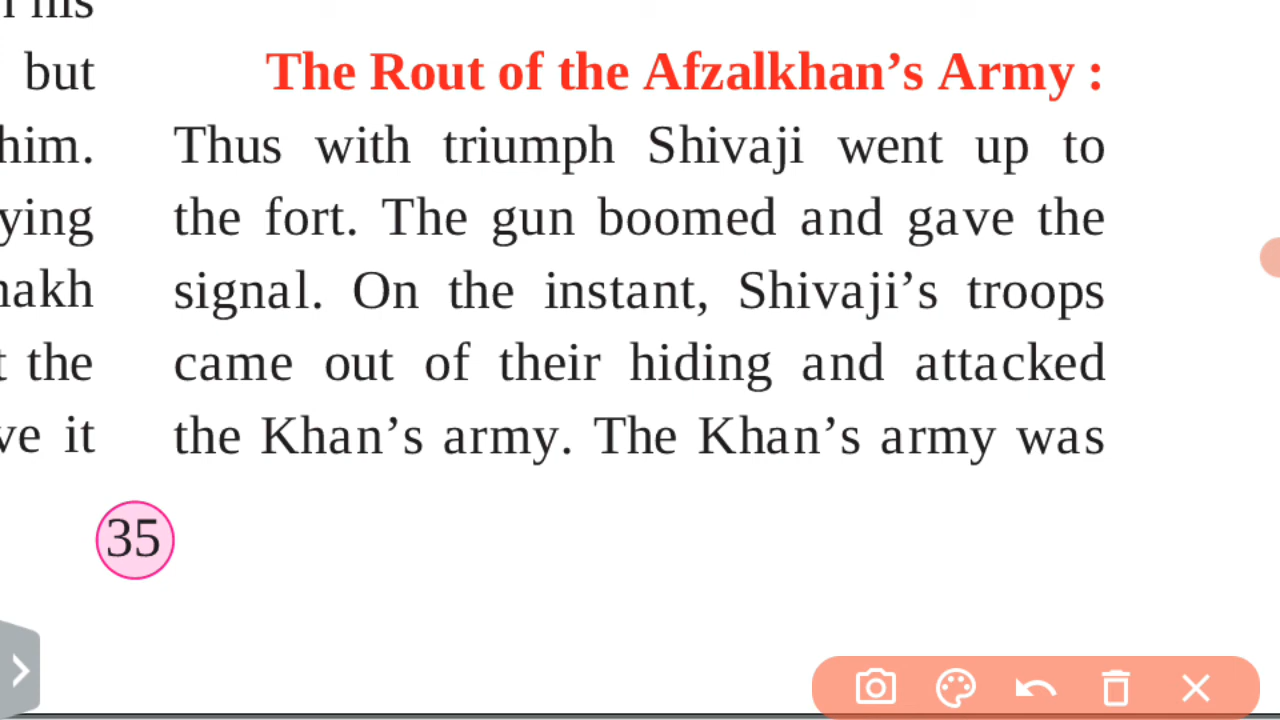 his
but
him.
ying
nakh
the
ve it
The Rout of the Afzalkhan’s Army :
Thus with triumph Shivaji went up to
the fort. The gun boomed and gave the
signal. On the instant, Shivaji’s troops
came out of their hiding and attacked
the Khan’s army. The Khan’s army was
35